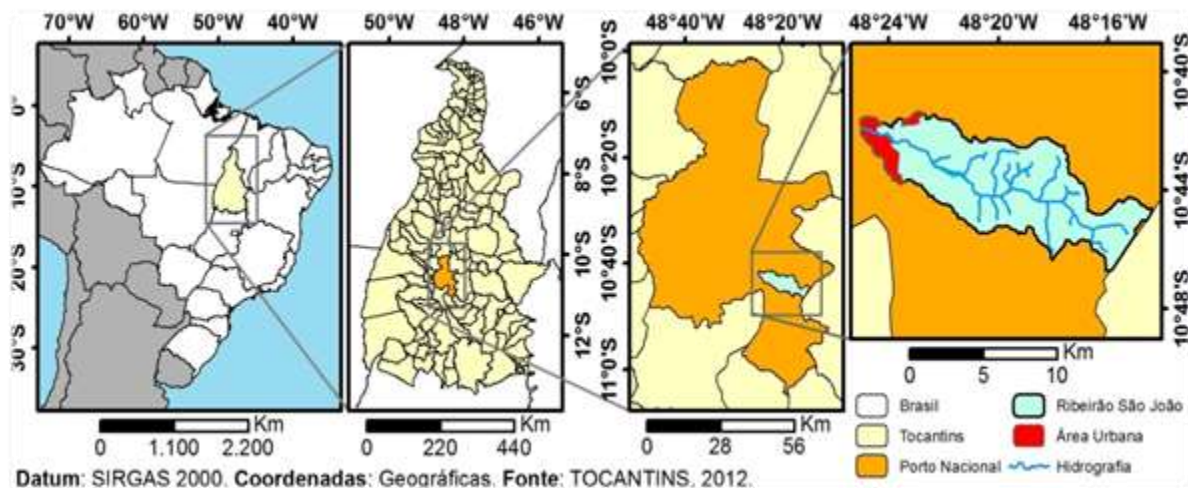 70°W 60°W 50°W 40°W
50°W 48°W 46°W
48°40'W 48°20'W
48°24'W 48°20'W 48°16'W
0°
10°S
20°S
30°S
6°S
8°S
10°S
12°S
10°0'S
10°20'S
10°40'S
11°0'S
10°40'S
10°44'S
10°48'S
Km
0 1.100 2.200
Km
0 220 440
Km
0 28 56
Km
0 5 10
Brasil
Tocantins
Porto Nacional
Ribeirão São João
Área Urbana
Hidrografia
Datum: SIRGAS 2000. Coordenadas: Geográficas. Fonte: TOCANTINS, 2012.